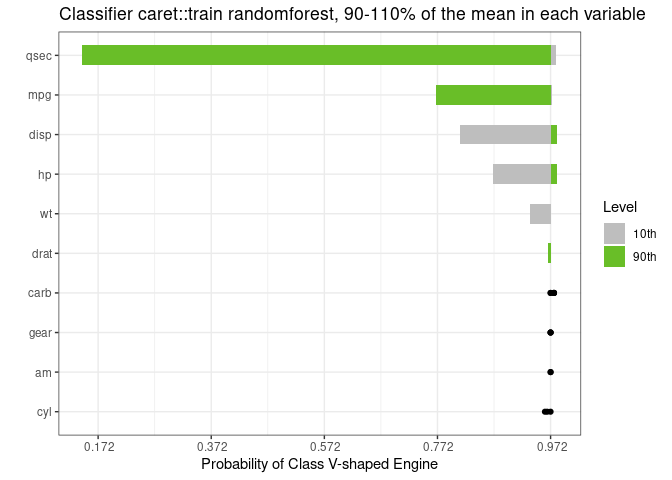 Classifier caret::train randomforest, 90-110% of the mean in each variable
qsec
mpg
disp
hp
wt
drat
carb
gear
am
cyl
0.172 0.372 0.572 0.772 0.972
Probability of Class V-shaped Engine
Level
10th
90th